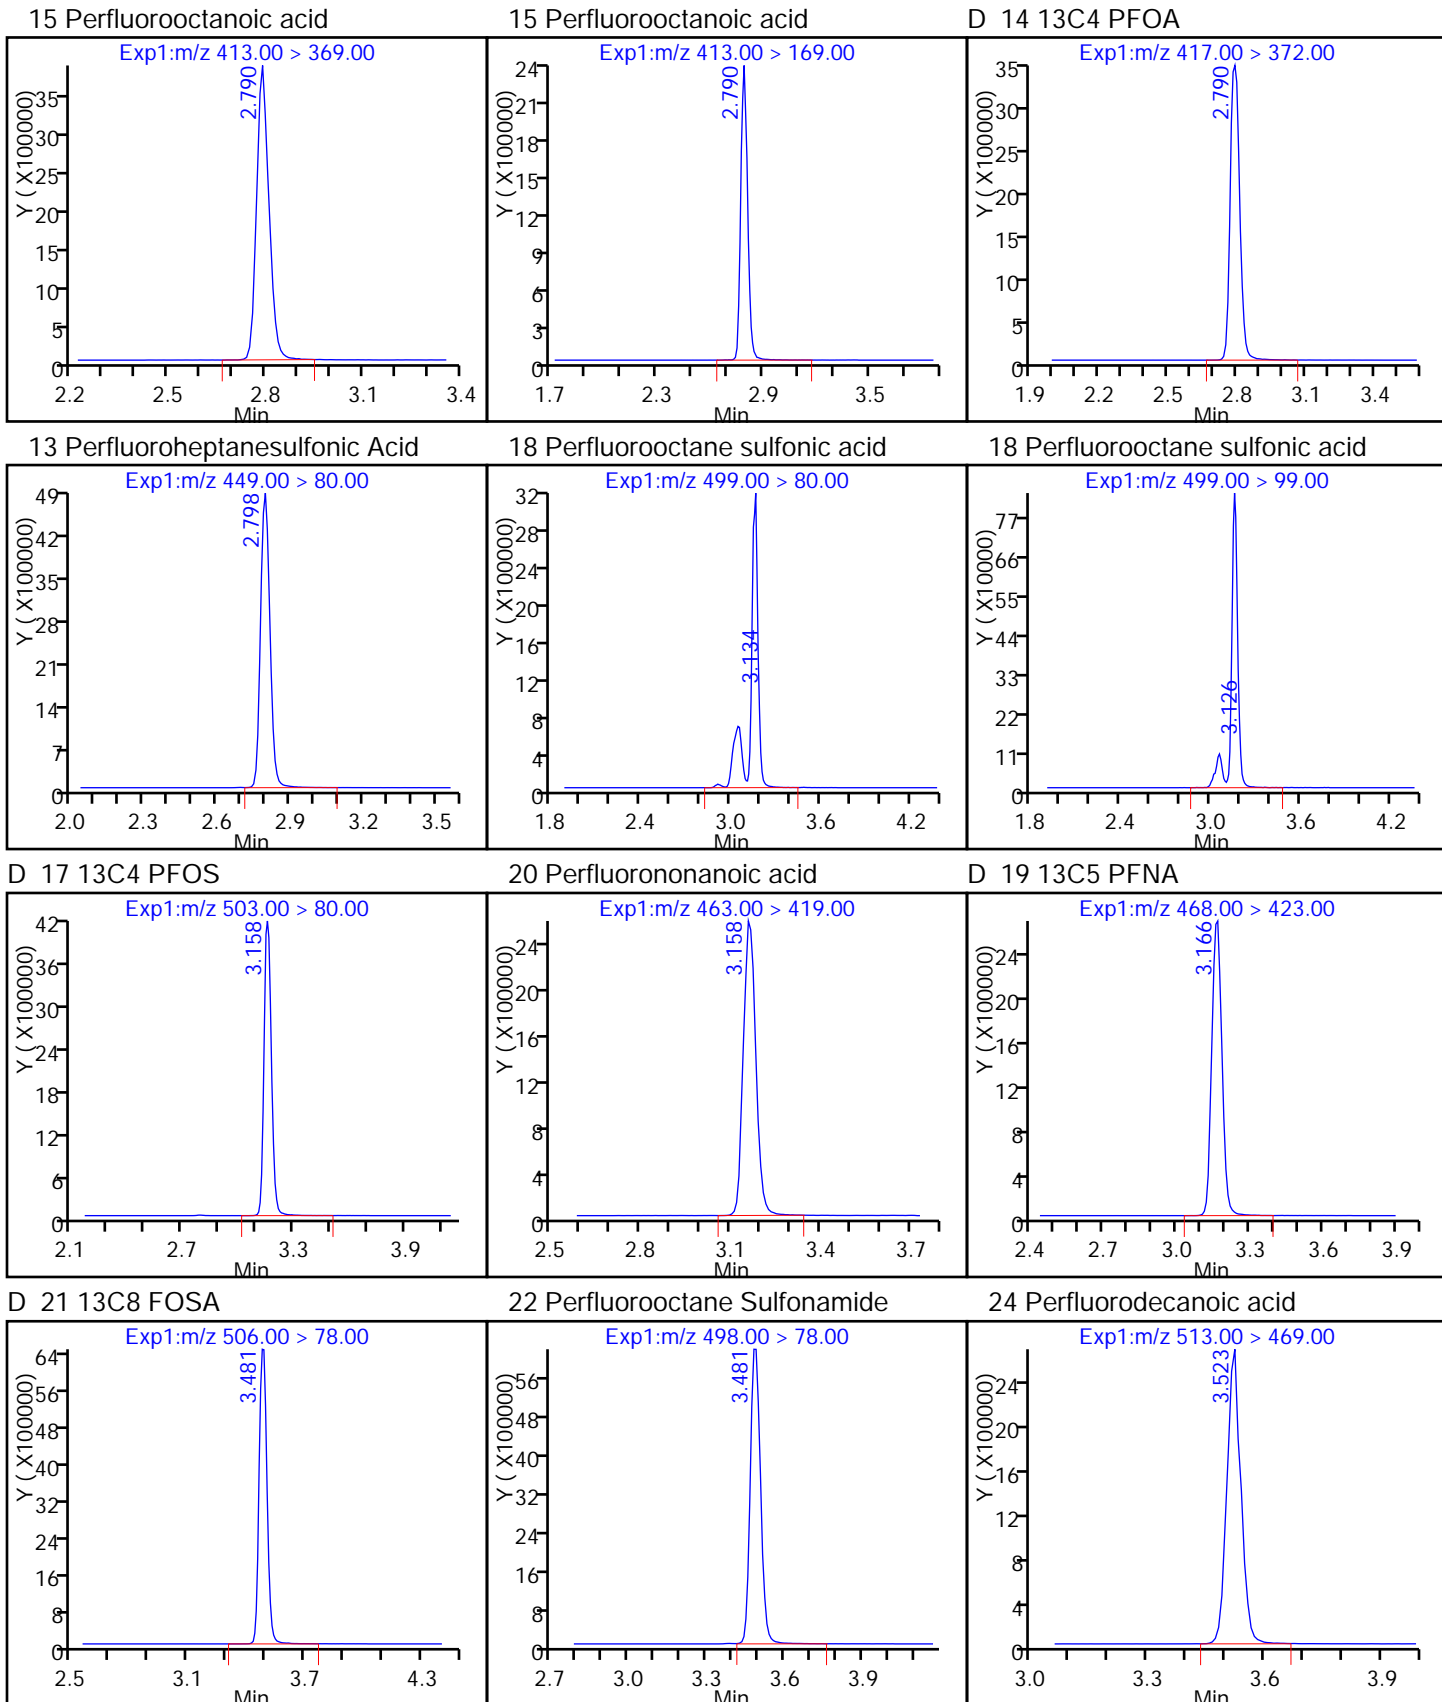 15 Perfluorooctanoic acid
Exp1:m/z 413.00 > 369.00
2.790
Y ( X100000)
35
30
25
20
15
10
5
0
2.2 2.5 2.8 3.1 3.4
Min
15 Perfluorooctanoic acid
Exp1:m/z 413.00 > 169.00
2.790
Y ( X100000)
24
21
18
15
12
9
6
3
0
1.7 2.3 2.9 3.5
Min
D 14 13C4 PFOA
Exp1:m/z 417.00 > 372.00
2.790
Y ( X100000)
35
30
25
20
15
10
5
0
1.9 2.2 2.5 2.8 3.1 3.4
Min
13 Perfluoroheptanesulfonic Acid
Exp1:m/z 449.00 > 80.00
2.798
Y ( X100000)
49
42
35
28
21
14
7
0
2.0 2.3 2.6 2.9 3.2 3.5
Min
18 Perfluorooctane sulfonic acid
Exp1:m/z 499.00 > 80.00
3.134
Y ( X100000)
32
28
24
20
16
12
8
4
0
1.8 2.4 3.0 3.6 4.2
Min
18 Perfluorooctane sulfonic acid
Exp1:m/z 499.00 > 99.00
3.126
Y ( X10000)
77
66
55
44
33
22
11
0
1.8 2.4 3.0 3.6 4.2
Min
D 17 13C4 PFOS
Exp1:m/z 503.00 > 80.00
3.158
Y ( X100000)
42
36
30
24
18
12
6
0
2.1 2.7 3.3 3.9
Min
20 Perfluorononanoic acid
Exp1:m/z 463.00 > 419.00
3.158
Y ( X100000)
24
20
16
12
8
4
0
2.5 2.8 3.1 3.4 3.7
Min
D 19 13C5 PFNA
Exp1:m/z 468.00 > 423.00
3.166
Y ( X100000)
24
20
16
12
8
4
0
2.4 2.7 3.0 3.3 3.6 3.9
Min
D 21 13C8 FOSA
Exp1:m/z 506.00 > 78.00
3.481
Y ( X100000)
64
56
48
40
32
24
16
8
0
2.5 3.1 3.7 4.3
Min
22 Perfluorooctane Sulfonamide
Exp1:m/z 498.00 > 78.00
3.481
Y ( X100000)
56
48
40
32
24
16
8
0
2.7 3.0 3.3 3.6 3.9
Min
24 Perfluorodecanoic acid
Exp1:m/z 513.00 > 469.00
3.523
Y ( X100000)
24
20
16
12
8
4
0
3.0 3.3 3.6 3.9
Min